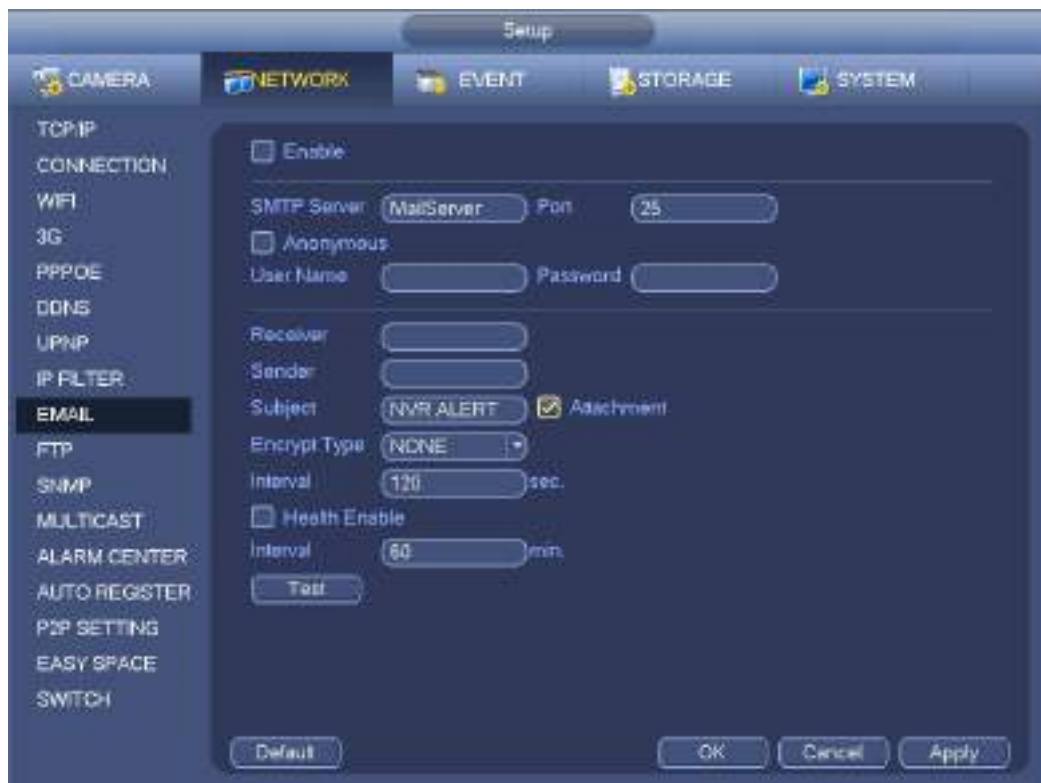 Setup
CAMERA NETWORK EVENT STORAGE SYSTEM
TCP/IP
CONNECTION
WIFI
3G
PPPOE
DDNS
UPNP
IP FILTER
EMAIL
FTP
SNMP
MULTICAST
ALARM CENTER
AUTO REGISTER
P2P SETTING
EASY SPACE
SWITCH
Enable
SMTP Server MailServer Port 25
Anonymous
User Name Password
Receiver
Sender
Subject NVR ALERT Attachment
Encrypt Type NONE
Interval 120 sec.
Health Enable
Interval 60 min.
Test
Default OK Cancel Apply